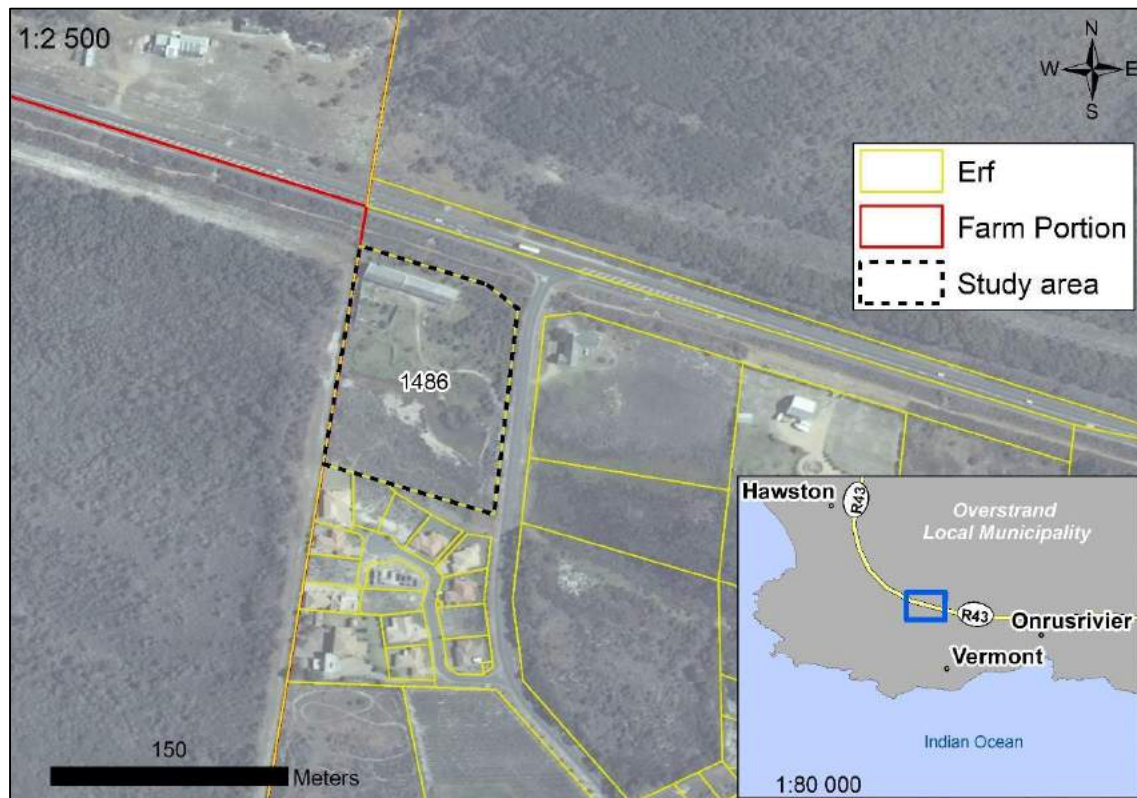 1:2 500
N
W E
S
Erf
Farm Portion
Study area
1486
Hawston
R43
Overstrand
Local Municipality
R43
Onrusrivier
Vermont
Indian Ocean
1:80 000
150
Meters